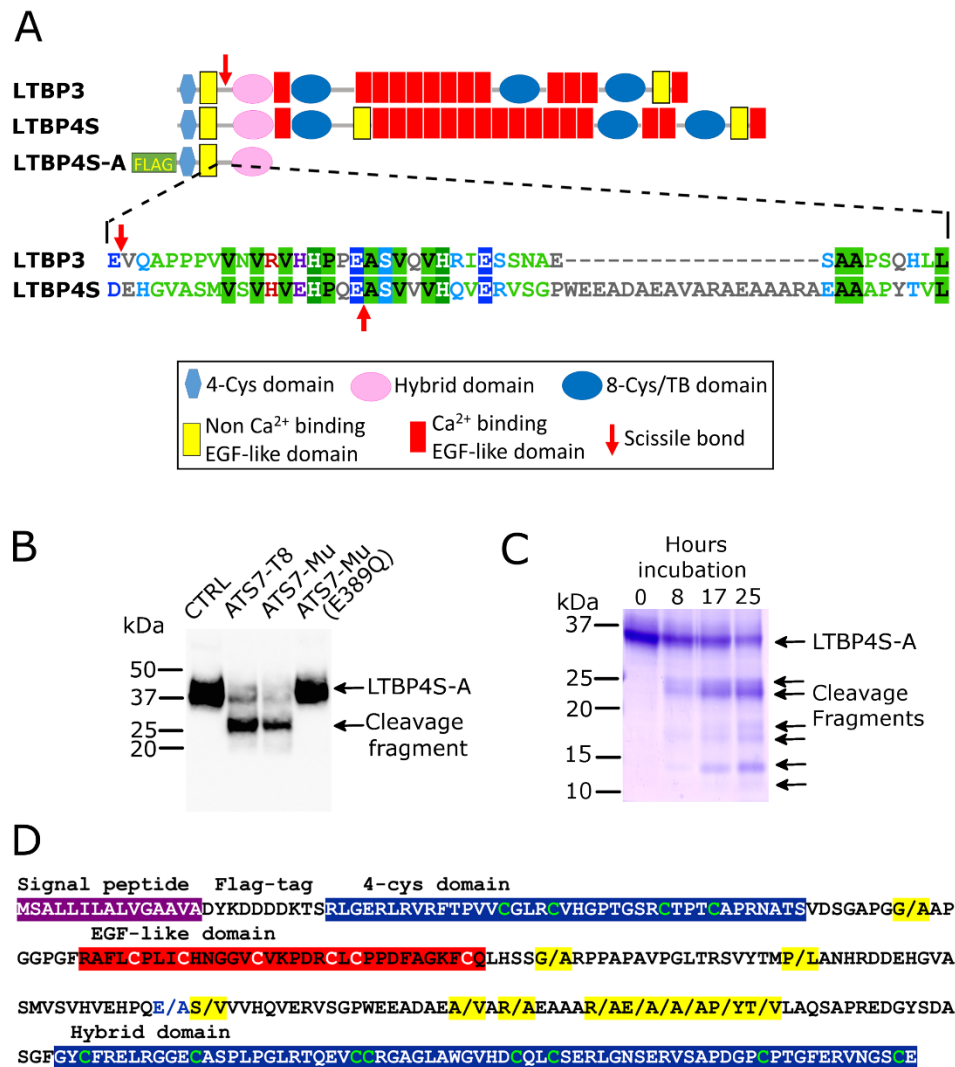 A
LTBP3
LTBP4S
LTBP4S-A FLAG
LTBP3 EVQAPPPVVNVRVHHPPEASVQVHRIESSNAE---------------SAAPSQHLL
LTBP4S DEHGVASMVSVHVEHPQEASVVVHQVERVSGPWEEADAEAVARAEAAARAEAAAPYTVL
4-Cys domain Hybrid domain 8-Cys/TB domain
Non Ca2+ binding EGF-like domain
Ca2+ binding EGF-like domain
Scissile bond
B
CTRL ATS7-T8 ATS7-Mu ATS7-Mu (E389Q)
kDa
50
37
25
20
LTBP4S-A
Cleavage fragment
C
Hours incubation
0 8 17 25
kDa
37
25
20
15
10
LTBP4S-A
Cleavage Fragments
D
Signal peptide Flag-tag 4-cys domain
MSALLILALVGAAVADYKDDDDKTSRLGERLRVRFTPVVCGLRCVHGPTGSRCTPTCAPRNATSVDSGAPGG/AAP
EGF-like domain
GGPGFRAFLCPLICHNGGVCVKPDRCLCPPDFAGKFCQLHSSG/ARPPAPAVPGLTRSVYTMP/LANHRDDEHGVA
SMVSVHVEHPQE/AS/VVVHQVERVSGPWEEADAEA/VAR/AEAAAR/AE/A/A/AP/YT/VLAQSAPREDGYSDA
Hybrid domain
SGFGYCFRELRGGECASPLPGLRTQEVCCRGAGLAWGVHDCQLCSERLGNSERVSAPDGPCPTGFERVNGSCE